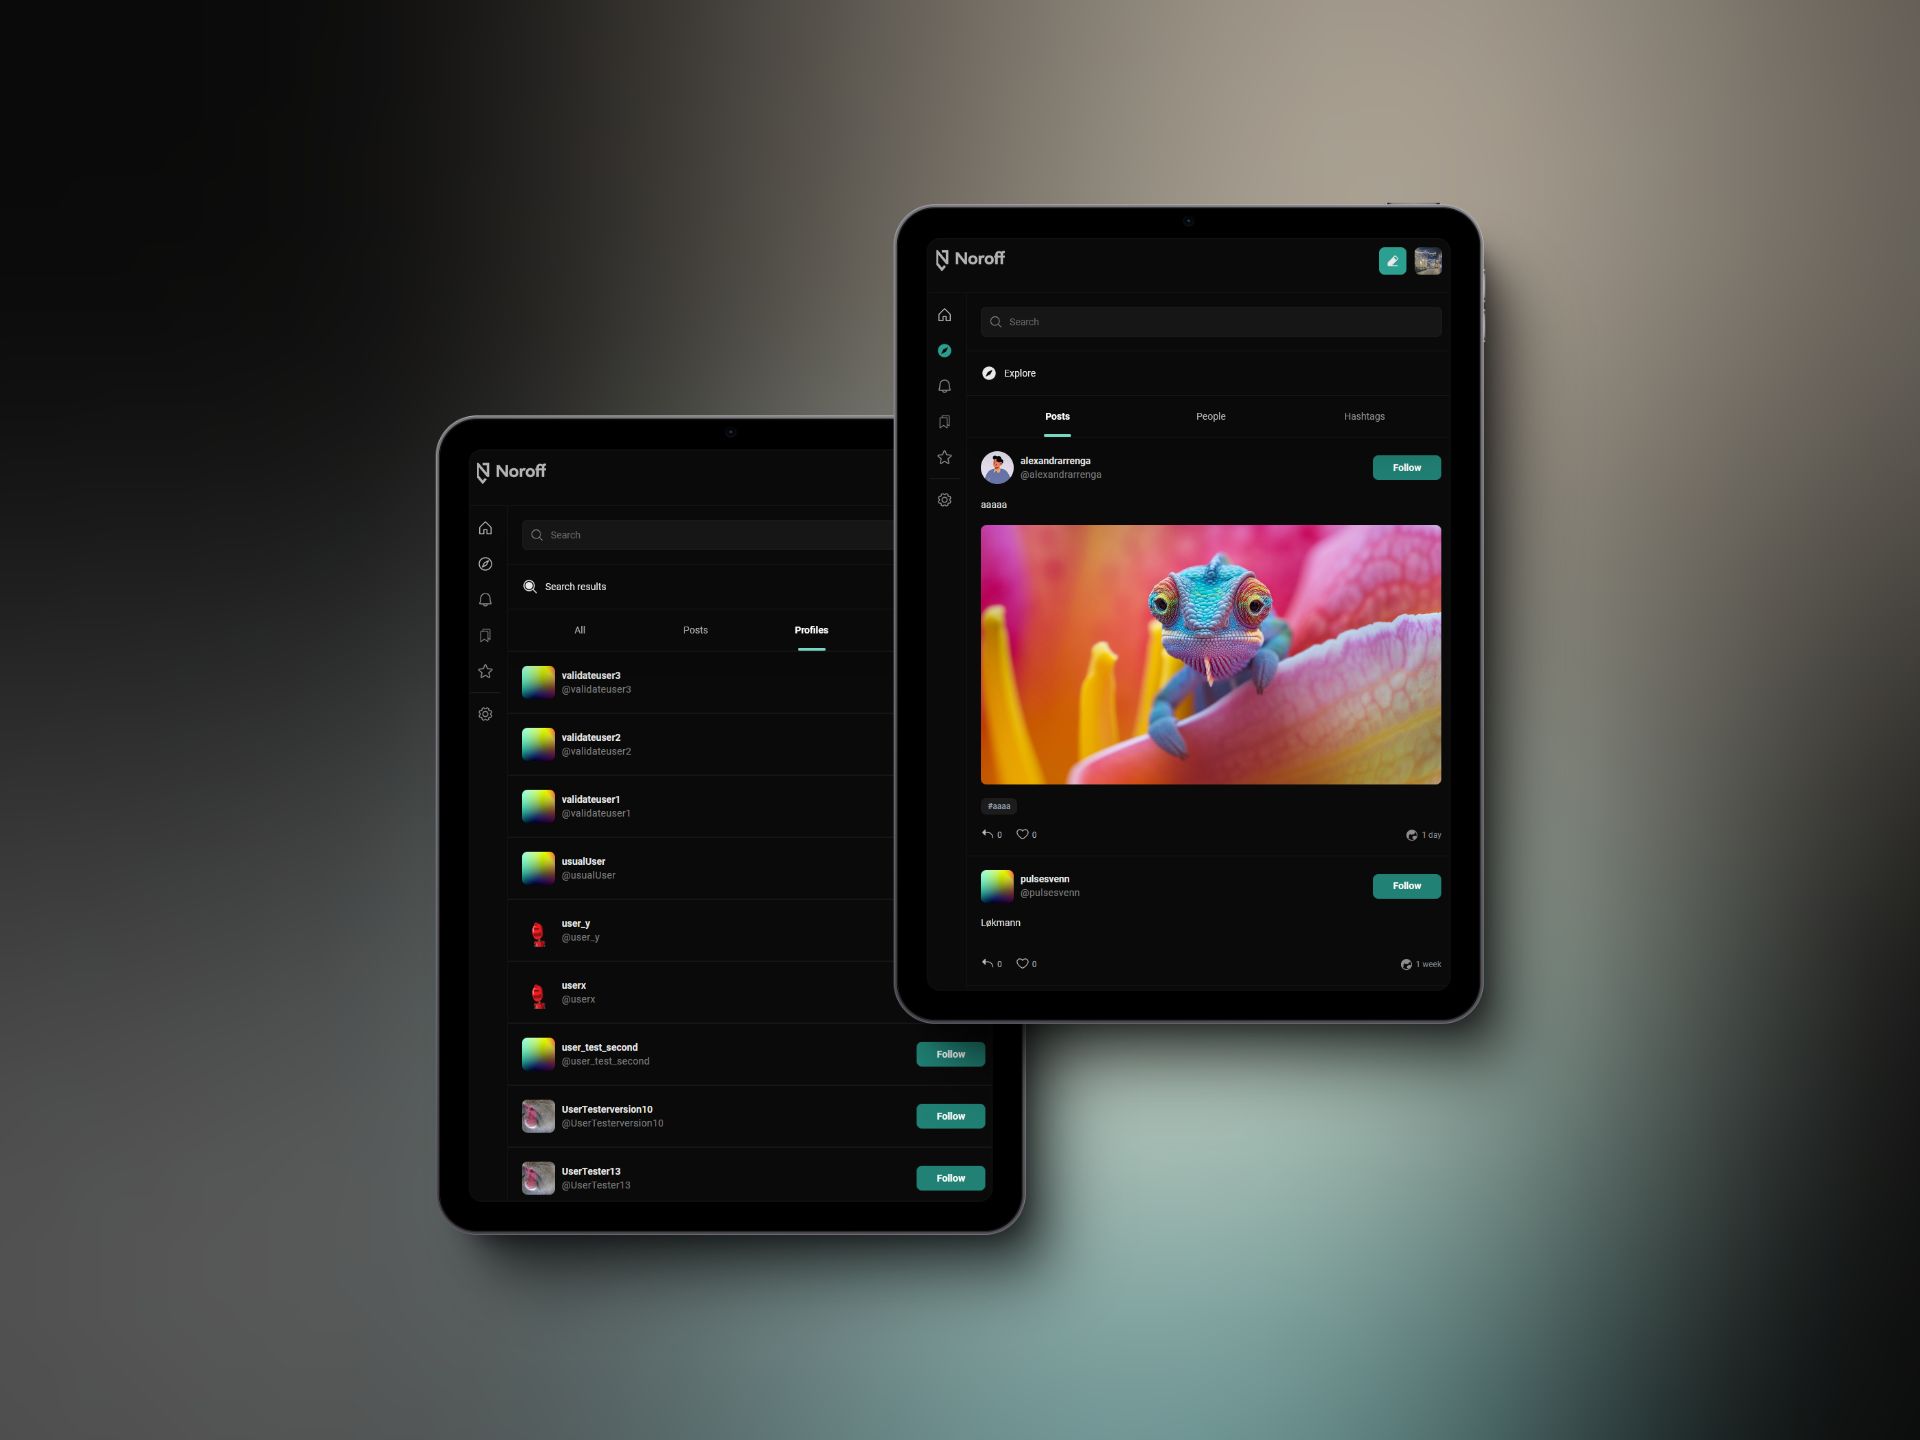 Noroff
Search
Search results
All
Posts
Profiles
validateuser3
@validateuser3
validateuser2
@validateuser2
validateuser1
@validateuser1
usualUser
@usualUser
user_y
@user_y
userx
@userx
user_test_second
@user_test_second
Follow
UserTesterversion10
@UserTesterversion10
Follow
UserTester13
@UserTester13
Follow
Noroff
Search
Explore
Posts
People
Hashtags
alexandrarrenga
@alexandrarrenga
Follow
aaaaa
#aaaa
0
0
1 day
pulsesvenn
@pulsesvenn
Follow
Løkmann
0
0
1 week